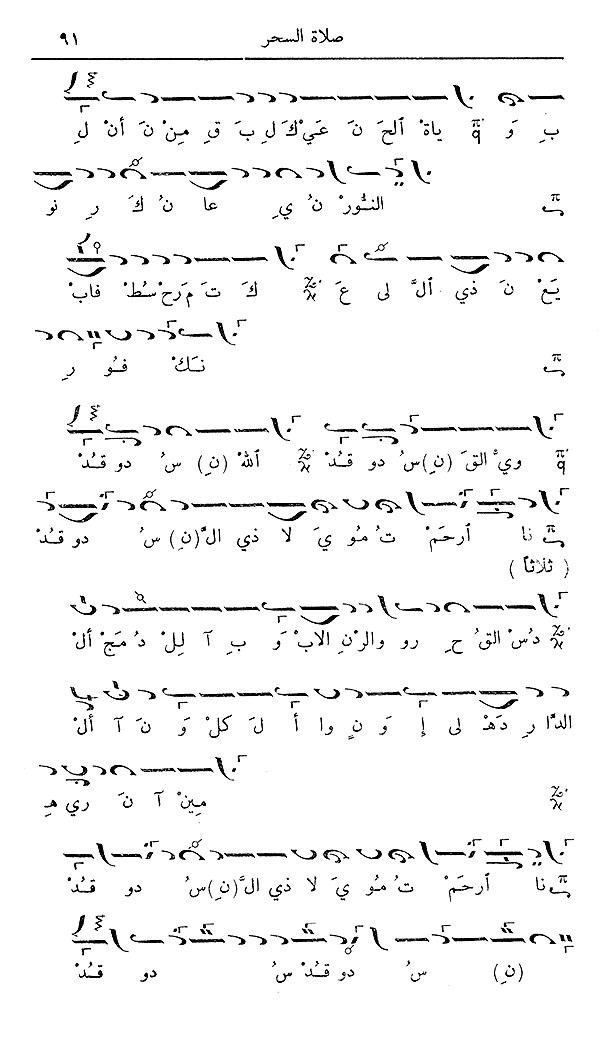 صلاة السحر ٩١
لِ أنْ نَ مِنْ قِ بَ لِ كَ عَيْ نَ ألحَ ياةْ وَ بِ
نو رِ كَ نُ عا يِ نُ النُّورْ
فابْ سُطْ رَحْ مَ تَ كَ عَ لى ألَّ ذي نَ يَعْ
رِ فُو نَكْ
قُدْ دو سُ (نِ) أللهْ قُدْ دو سُ(نِ) القَ ويْ
قُدْ دو سُ (نِ)الَّ ذي لا يَ مُو تُ أرحَمْ نا
( ثلاثاً )
ألْ مَجْ دُ لِلْ آ بِ وَ الابْ نِ والرْ رو حِ القُ دُسْ
ألْ آ نَ وَ كلْ لَ أ وا نٍ وَ إ لى دَهْ رِ الدَّا
هِ ري نَ آ مِينْ
قُدْ دو سُ(نِ)الَّ ذي لا يَ مُو تُ أرحَمْ نا
قُدْ دو سُ قُدْ دو سُ (نِ)